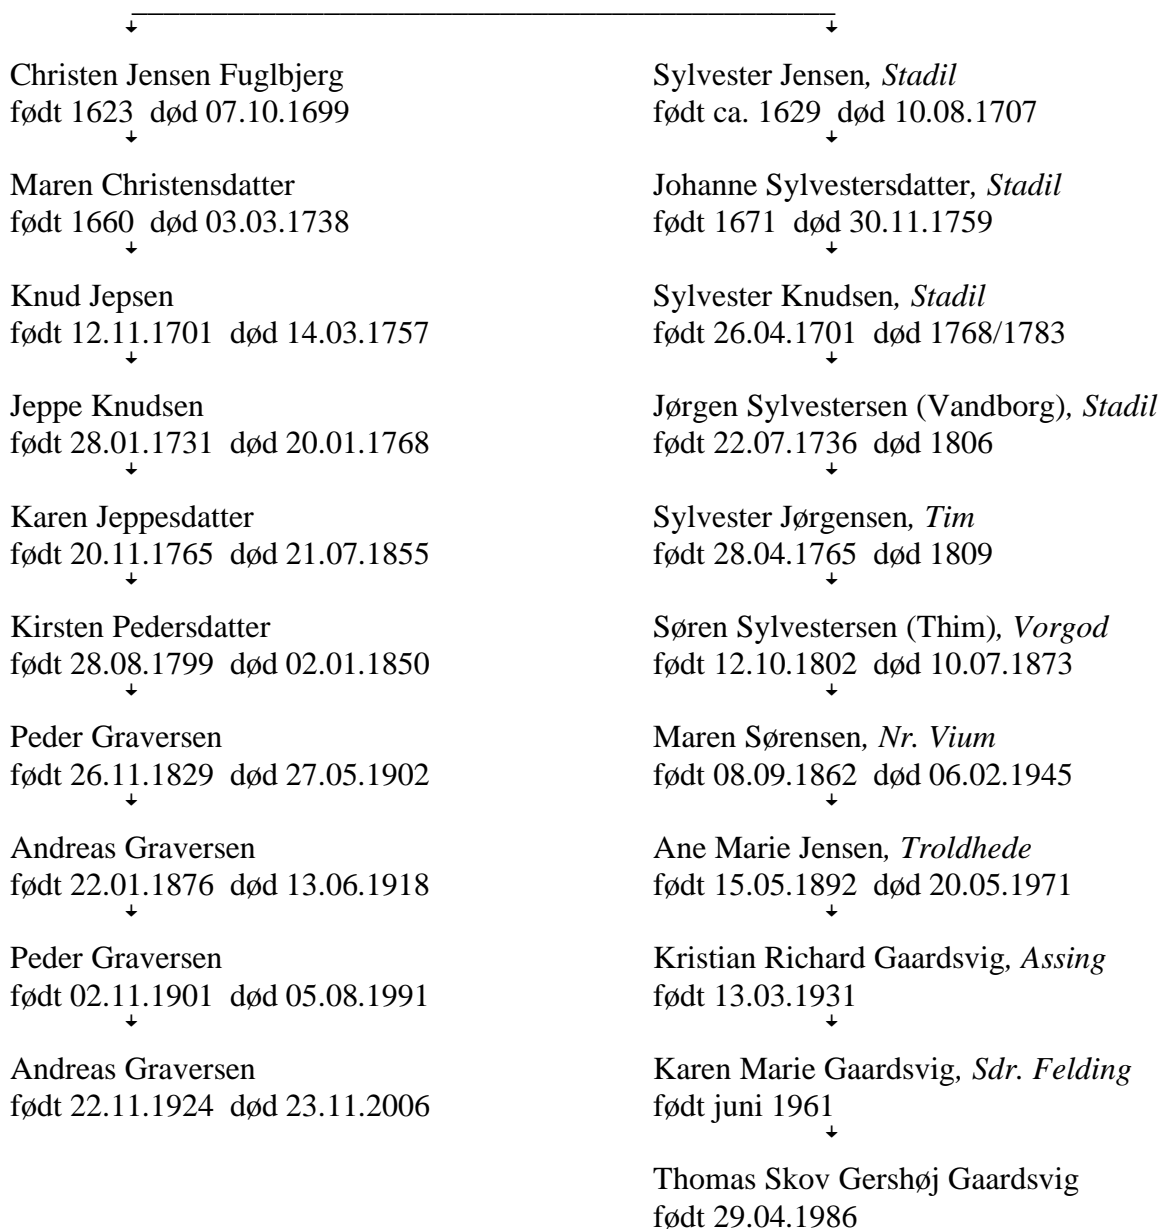 Christen Jensen Fuglbjerg
født 1623  død 07.10.1699
Maren Christensdatter
født 1660  død 03.03.1738
Knud Jepsen
født 12.11.1701  død 14.03.1757
Jeppe Knudsen
født 28.01.1731  død 20.01.1768
Karen Jeppesdatter
født 20.11.1765  død 21.07.1855
Kirsten Pedersdatter
født 28.08.1799  død 02.01.1850
Peder Graversen
født 26.11.1829  død 27.05.1902
Andreas Graversen
født 22.01.1876  død 13.06.1918
Peder Graversen
født 02.11.1901  død 05.08.1991
Andreas Graversen
født 22.11.1924  død 23.11.2006
Sylvester Jensen, Stadil
født ca. 1629  død 10.08.1707
Johanne Sylvestersdatter, Stadil
født 1671  død 30.11.1759
Sylvester Knudsen, Stadil
født 26.04.1701  død 1768/1783
Jørgen Sylvestersen (Vandborg), Stadil
født 22.07.1736  død 1806
Sylvester Jørgensen, Tim
født 28.04.1765  død 1809
Søren Sylvestersen (Thim), Vorgod
født 12.10.1802  død 10.07.1873
Maren Sørensen, Nr. Vium
født 08.09.1862  død 06.02.1945
Ane Marie Jensen, Troldhede
født 15.05.1892  død 20.05.1971
Kristian Richard Gaardsvig, Assing
født 13.03.1931
Karen Marie Gaardsvig, Sdr. Felding
født juni 1961
Thomas Skov Gershøj Gaardsvig
født 29.04.1986